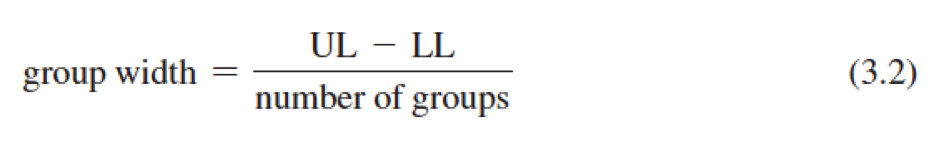 group width = UL − LL / number of groups (3.2)